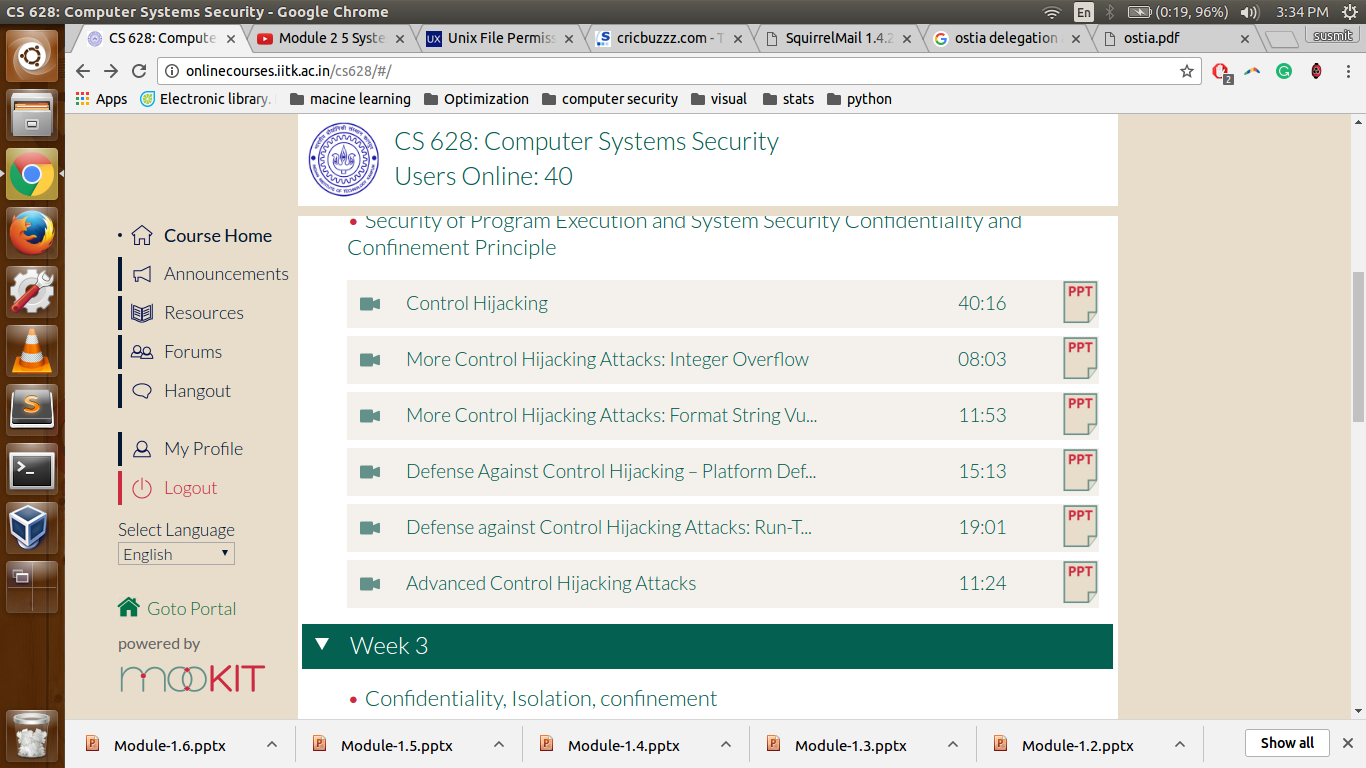 CS 628: Computer Systems Security - Google Chrome
En
(0:19, 96%)
3:34 PM
CS 628: Compute
Module 2 5 Syste
Unix File Permiss
cricbuzzz.com - T
SquirrelMail 1.4.2
ostia delegation
ostia.pdf
susmit
onlinecourses.iitk.ac.in/cs628/#/
2
Apps
Electronic library.
macine learning
Optimization
computer security
visual
stats
python
CS 628: Computer Systems Security
Users Online: 40
Course Home
Announcements
Resources
Forums
Hangout
My Profile
Logout
Select Language
English
Goto Portal
powered by
mooKIT
• Security of Program Execution and System Security Confidentiality and
Confinement Principle
Control Hijacking 40:16 PPT
More Control Hijacking Attacks: Integer Overflow 08:03 PPT
More Control Hijacking Attacks: Format String Vu... 11:53 PPT
Defense Against Control Hijacking – Platform Def... 15:13 PPT
Defense against Control Hijacking Attacks: Run-T... 19:01 PPT
Advanced Control Hijacking Attacks 11:24 PPT
Week 3
• Confidentiality, Isolation, confinement
Module-1.6.pptx
Module-1.5.pptx
Module-1.4.pptx
Module-1.3.pptx
Module-1.2.pptx
Show all